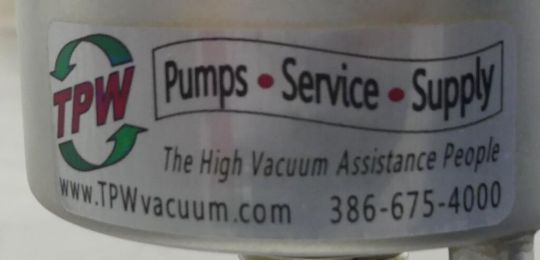 TPW
Pumps • Service • Supply
The High Vacuum Assistance People
www.TPWvacuum.com 386-675-4000